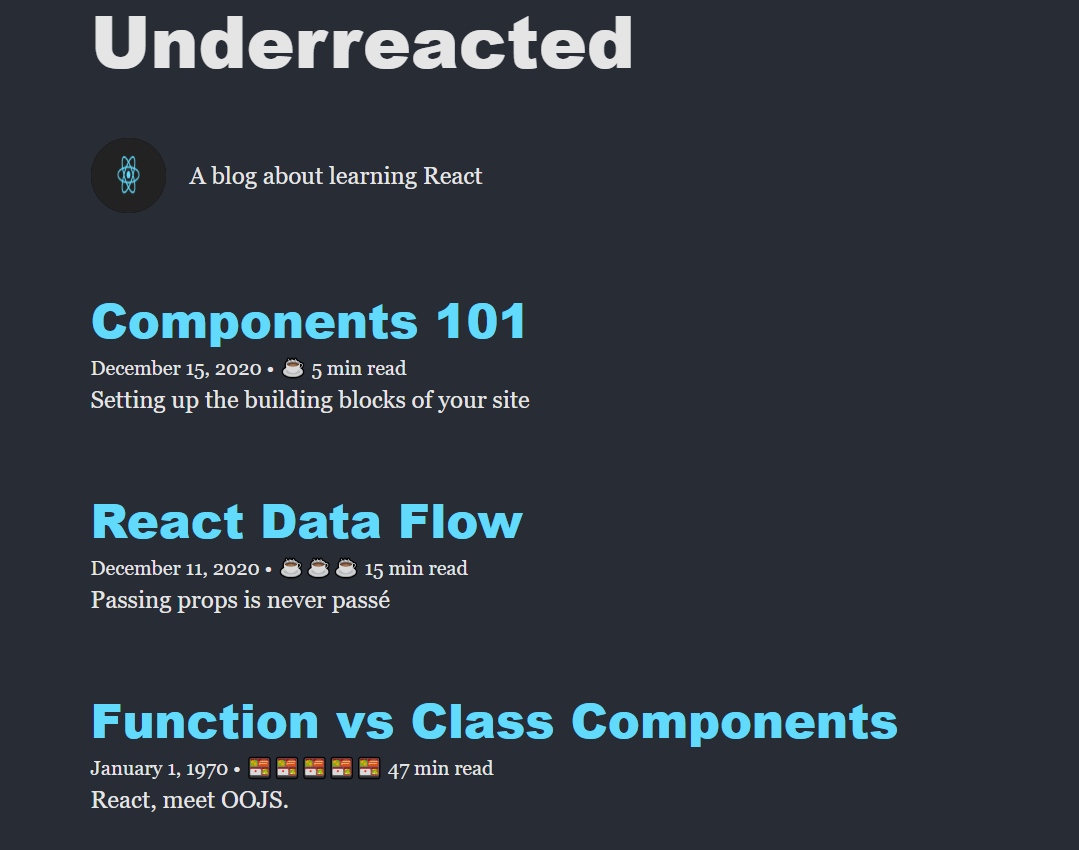 Underreacted
A blog about learning React
Components 101
December 15, 2020 • ☕ 5 min read
Setting up the building blocks of your site
React Data Flow
December 11, 2020 • ☕☕☕ 15 min read
Passing props is never passé
Function vs Class Components
January 1, 1970 • 🍱🍱🍱🍱🍱 47 min read
React, meet OOJS.